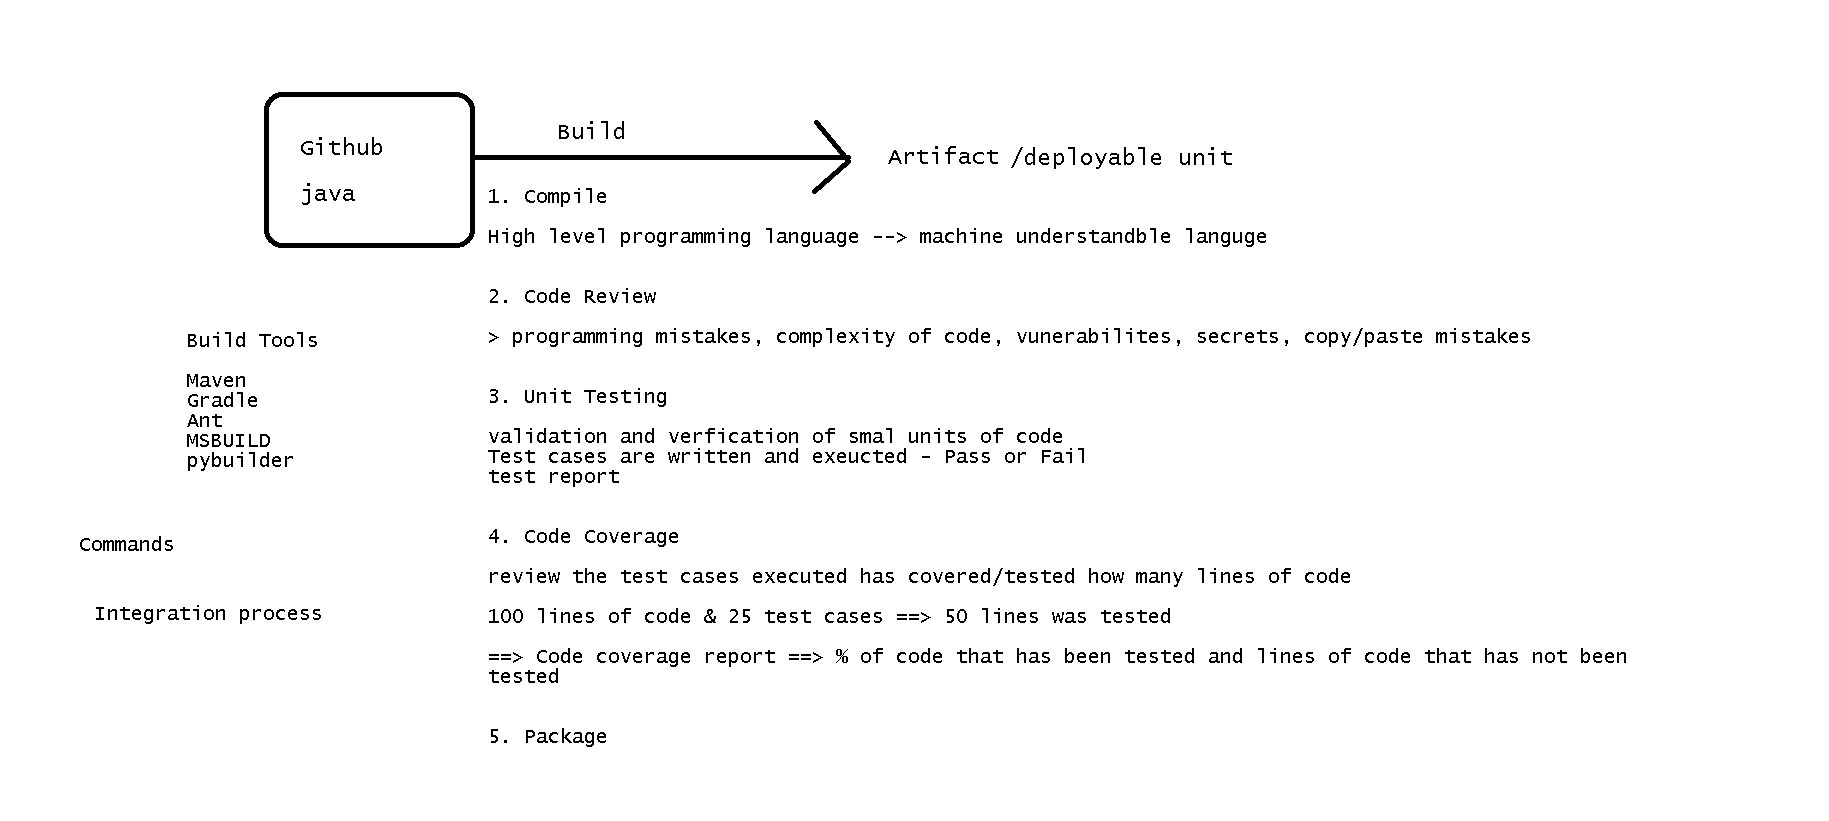 Github
java
Build
Artifact /deployable unit
1. Compile
High level programming language --> machine understandble languge
2. Code Review
> programming mistakes, complexity of code, vunerabilites, secrets, copy/paste mistakes
Build Tools
Maven
Gradle
Ant
MSBUILD
pybuilder
3. Unit Testing
validation and verfication of smal units of code
Test cases are written and exeucted - Pass or Fail
test report
Commands
Integration process
4. Code Coverage
review the test cases executed has covered/tested how many lines of code
100 lines of code & 25 test cases ==> 50 lines was tested
==> Code coverage report ==> % of code that has been tested and lines of code that has not been
tested
5. Package